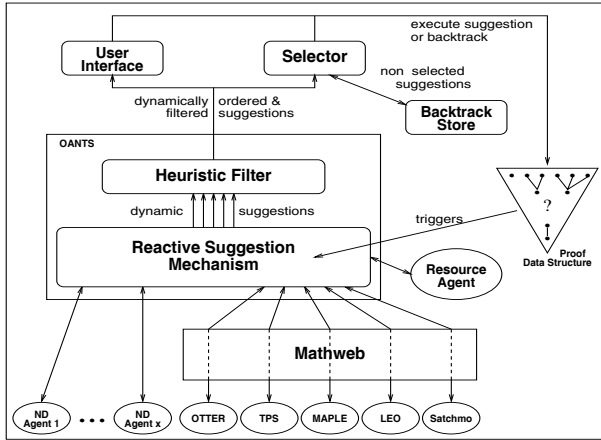 execute suggestion
or backtrack
User
Interface
Selector
non selected
suggestions
dynamically
filtered
ordered &
suggestions
Backtrack
Store
OANTS
Heuristic Filter
dynamic
suggestions
?
triggers
Proof
Data Structure
Reactive Suggestion
Mechanism
Resource
Agent
Mathweb
ND
Agent 1
• • •
ND
Agent x
OTTER
TPS
MAPLE
LEO
Satchmo